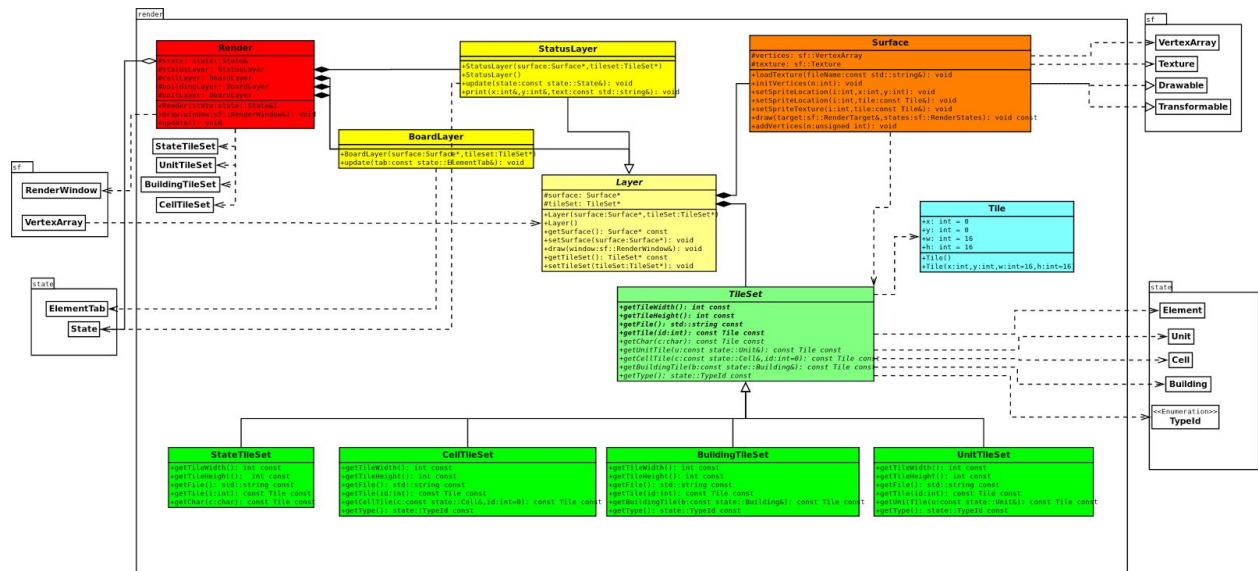 render
sf
VertexArray
Texture
Drawable
Transformable
Render
#state: state::State&
#statusLayer: StatusLayer
#cellLayer: BoardLayer
#buildingLayer: BoardLayer
#unitLayer: BoardLayer
+Render(state:state::State&)
+draw(window:sf::RenderWindow&): void
+update(): void
StatusLayer
+StatusLayer(surface:Surface*,tileset:TileSet*)
+StatusLayer()
+update(state:const state::State&): void
+print(x:int&,y:int&,text:const std::string&): void
Surface
#vertices: sf::VertexArray
#texture: sf::Texture
+loadTexture(fileName:const std::string&): void
+initVertices(n:int): void
+setSpriteLocation(i:int,x:int,y:int): void
+setSpriteLocation(i:int,tile:const Tile&): void
+setSpriteTexture(i:int,tile:const Tile&): void
+draw(target:sf::RenderTarget&,states:sf::RenderStates): void const
+addVertices(n:unsigned int): void
StateTileSet
UnitTileSet
BuildingTileSet
CellTileSet
BoardLayer
+BoardLayer(surface:Surface*,tileset:TileSet*)
+update(tab:const state::ElementTab&): void
sf
RenderWindow
VertexArray
Layer
#surface: Surface*
#tileSet: TileSet*
+Layer(surface:Surface*,tileSet:TileSet*)
+Layer()
+getSurface(): Surface* const
+setSurface(surface:Surface*): void
+draw(window:sf::RenderWindow&): void
+getTileSet(): TileSet* const
+setTileSet(tileSet:TileSet*): void
Tile
+x: int = 0
+y: int = 0
+w: int = 16
+h: int = 16
+Tile()
+Tile(x:int,y:int,w:int=16,h:int=16)
state
ElementTab
State
TileSet
+getTileWidth(): int const
+getTileHeight(): int const
+getFile(): std::string const
+getTile(id:int): const Tile const
+getChar(c:char): const Tile const
+getUnitTile(u:const state::Unit&): const Tile const
+getCellTile(c:const state::Cell&,id:int=0): const Tile const
+getBuildingTile(b:const state::Building&): const Tile const
+getType(): state::TypeId const
state
Element
Unit
Cell
Building
<<Enumeration>>
TypeId
StateTileSet
+getTileWidth(): int const
+getTileHeight(): int const
+getFile(): std::string const
+getTile(i:int): const Tile const
+getChar(c:char): const Tile const
CellTileSet
+getTileWidth(): int const
+getTileHeight(): int const
+getFile(): std::string const
+getTile(id:int): const Tile const
+getCellTile(c:const state::Cell&,id:int=0): const Tile const
+getType(): state::TypeId const
BuildingTileSet
+getTileWidth(): int const
+getTileHeight(): int const
+getFile(): std::string const
+getTile(id:int): const Tile const
+getBuildingTile(b:const state::Building&): const Tile const
+getType(): state::TypeId const
UnitTileSet
+getTileWidth(): int const
+getTileHeight(): int const
+getFile(): std::string const
+getTile(id:int): const Tile const
+getUnitTile(u:const state::Unit&): const Tile const
+getType(): state::TypeId const